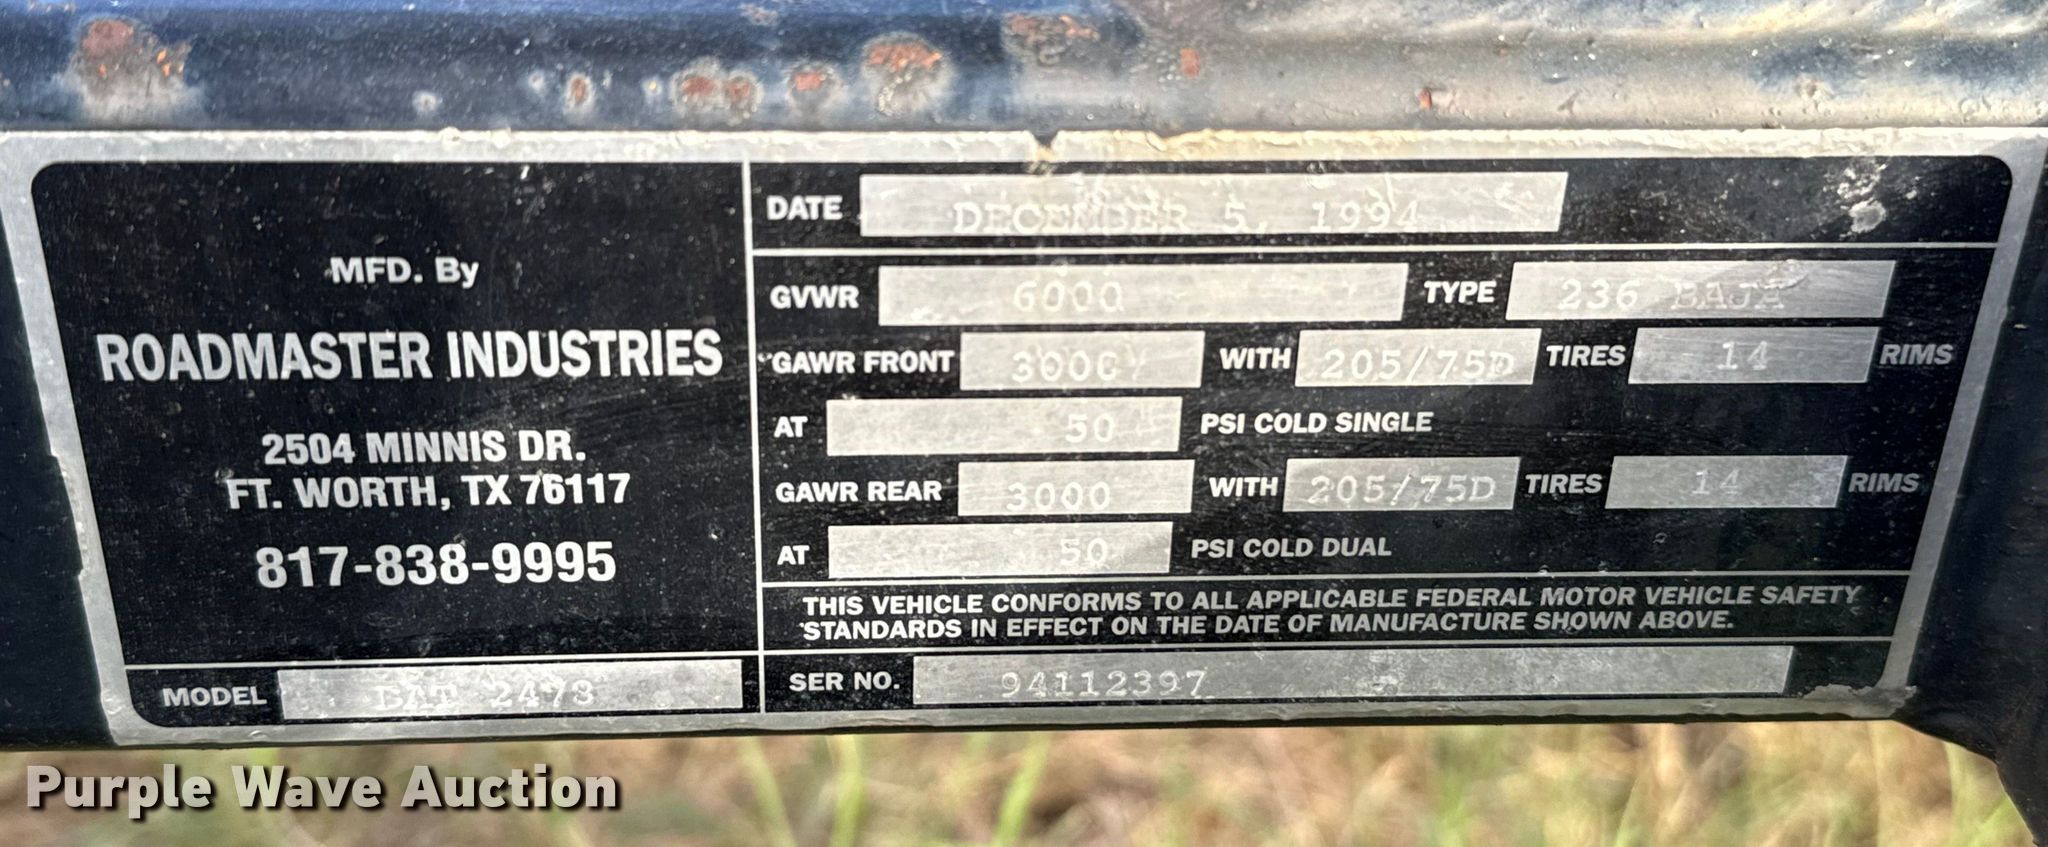 MFD. By
ROADMASTER INDUSTRIES
2504 MINNIS DR.
FT. WORTH, TX 76117
817-838-9995
MODEL BAT 2478
DATE DECEMBER 5, 1994
GVWR 6000 TYPE 236 BAJA
GAWR FRONT 3000 WITH 205/75D TIRES 14 RIMS
AT 50 PSI COLD SINGLE
GAWR REAR 3000 WITH 205/75D TIRES 14 RIMS
AT 50 PSI COLD DUAL
THIS VEHICLE CONFORMS TO ALL APPLICABLE FEDERAL MOTOR VEHICLE SAFETY
STANDARDS IN EFFECT ON THE DATE OF MANUFACTURE SHOWN ABOVE.
SER NO. 94112397
Purple Wave Auction